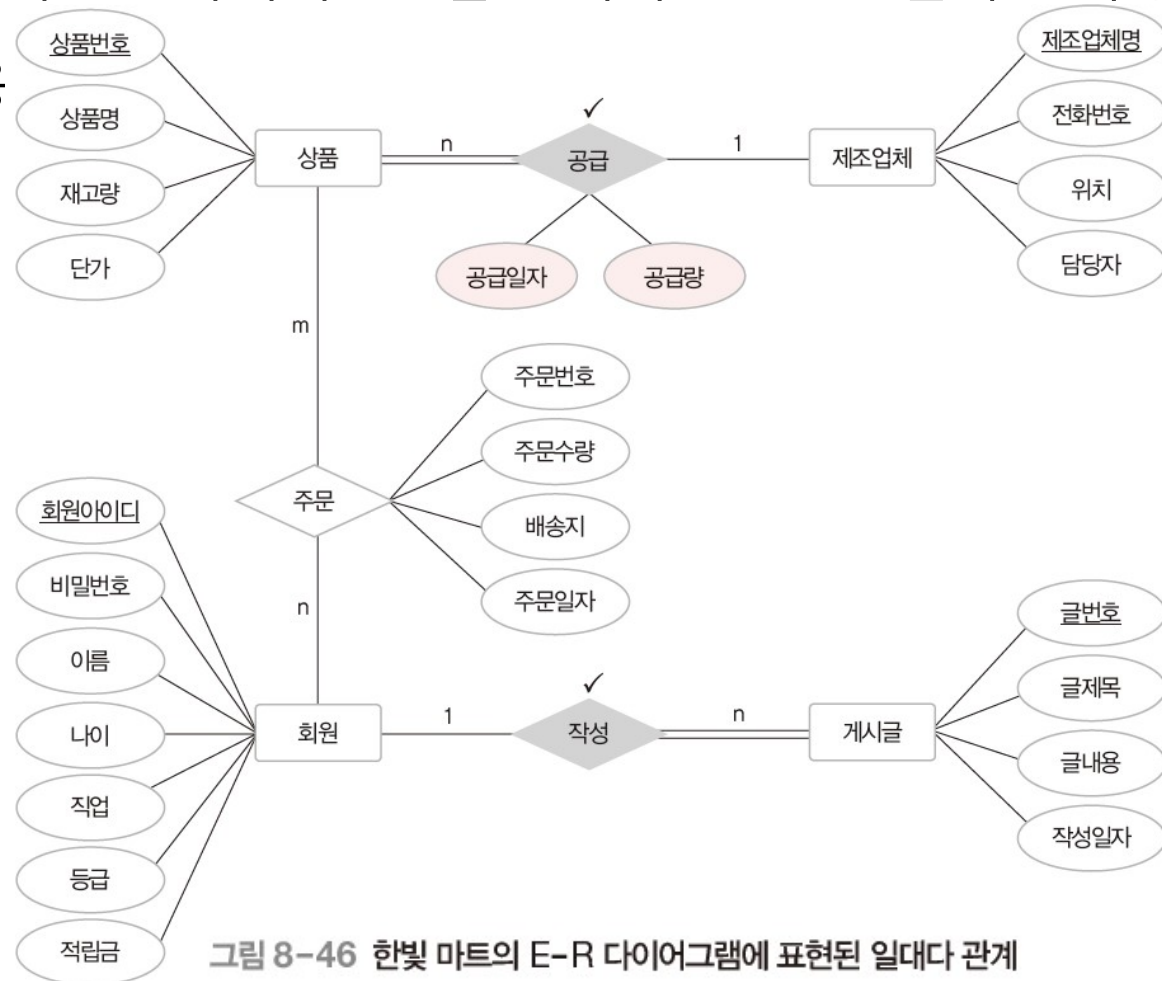 상품번호
상품명
재고량
단가
상품
n
✓
공급
1
제조업체
공급일자
공급량
제조업체명
전화번호
위치
담당자
m
주문
n
주문번호
주문수량
배송지
주문일자
회원아이디
비밀번호
이름
나이
직업
등급
적립금
회원
1
✓
작성
n
게시글
글번호
글제목
글내용
작성일자
그림 8-46 한빛 마트의 E-R 다이어그램에 표현된 일대다 관계